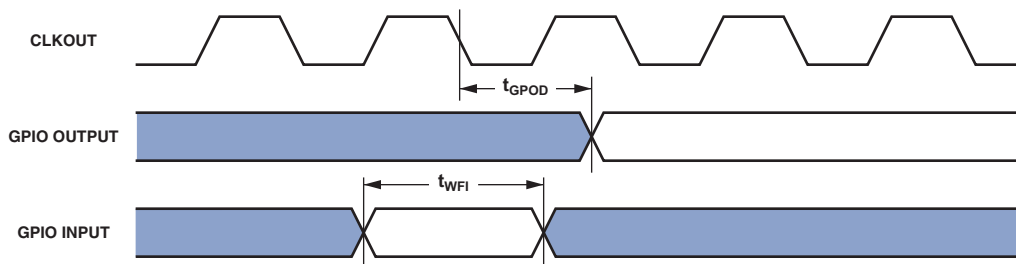 CLKOUT
tGPOD
GPIO OUTPUT
tWFI
GPIO INPUT